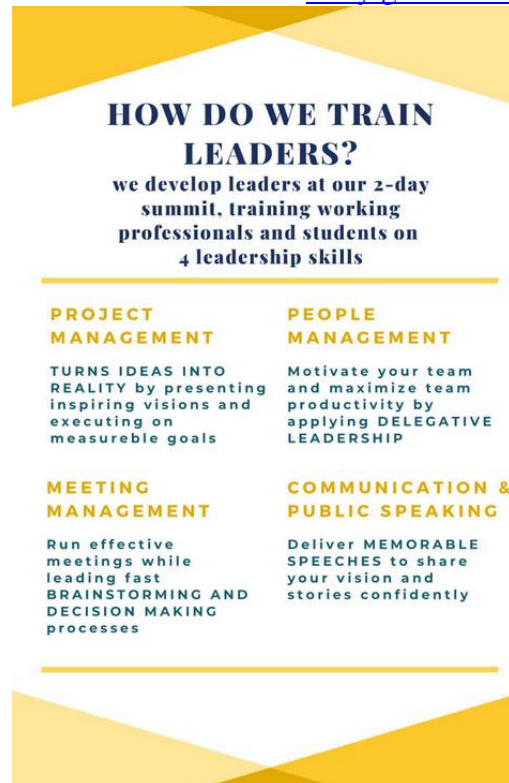 HOW DO WE TRAIN
LEADERS?
we develop leaders at our 2-day
summit, training working
professionals and students on
4 leadership skills
PROJECT
MANAGEMENT
TURNS IDEAS INTO
REALITY by presenting
inspiring visions and
executing on
measureble goals
PEOPLE
MANAGEMENT
Motivate your team
and maximize team
productivity by
applying DELEGATIVE
LEADERSHIP
MEETING
MANAGEMENT
Run effective
meetings while
leading fast
BRAINSTORMING AND
DECISION MAKING
processes
COMMUNICATION &
PUBLIC SPEAKING
Deliver MEMORABLE
SPEECHES to share
your vision and
stories confidently